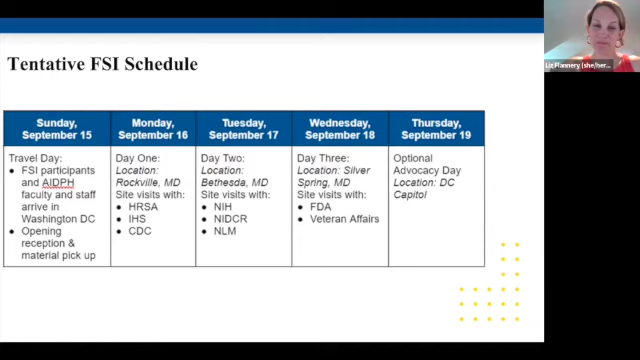 Liz Flannery (she/her...
Tentative FSI Schedule
Sunday,
September 15
Monday,
September 16
Tuesday,
September 17
Wednesday,
September 18
Thursday,
September 19
Travel Day:
● FSI participants
and AIDPH
faculty and staff
arrive in
Washington DC
● Opening
reception &
material pick up
Day One:
Location:
Rockville, MD
Site visits with:
● HRSA
● IHS
● CDC
Day Two:
Location:
Bethesda, MD
Site visits with:
● NIH
● NIDCR
● NLM
Day Three:
Location: Silver
Spring, MD
Site visits with:
● FDA
● Veteran Affairs
Optional
Advocacy Day
Location: DC
Capitol